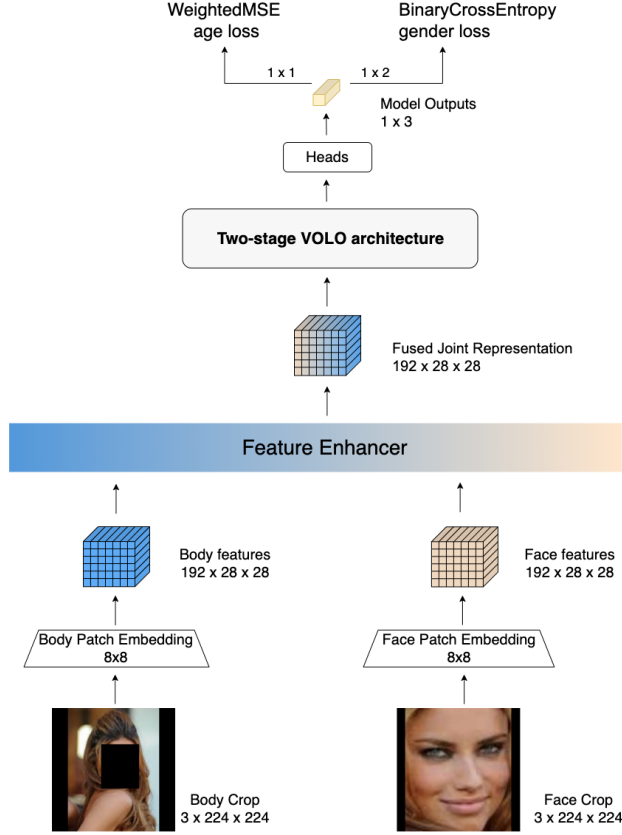 WeightedMSE
age loss
BinaryCrossEntropy
gender loss
1 x 1
1 x 2
Model Outputs
1 x 3
Heads
Two-stage VOLO architecture
Fused Joint Representation
192 x 28 x 28
Feature Enhancer
Body features
192 x 28 x 28
Face features
192 x 28 x 28
Body Patch Embedding
8x8
Face Patch Embedding
8x8
Body Crop
3 x 224 x 224
Face Crop
3 x 224 x 224